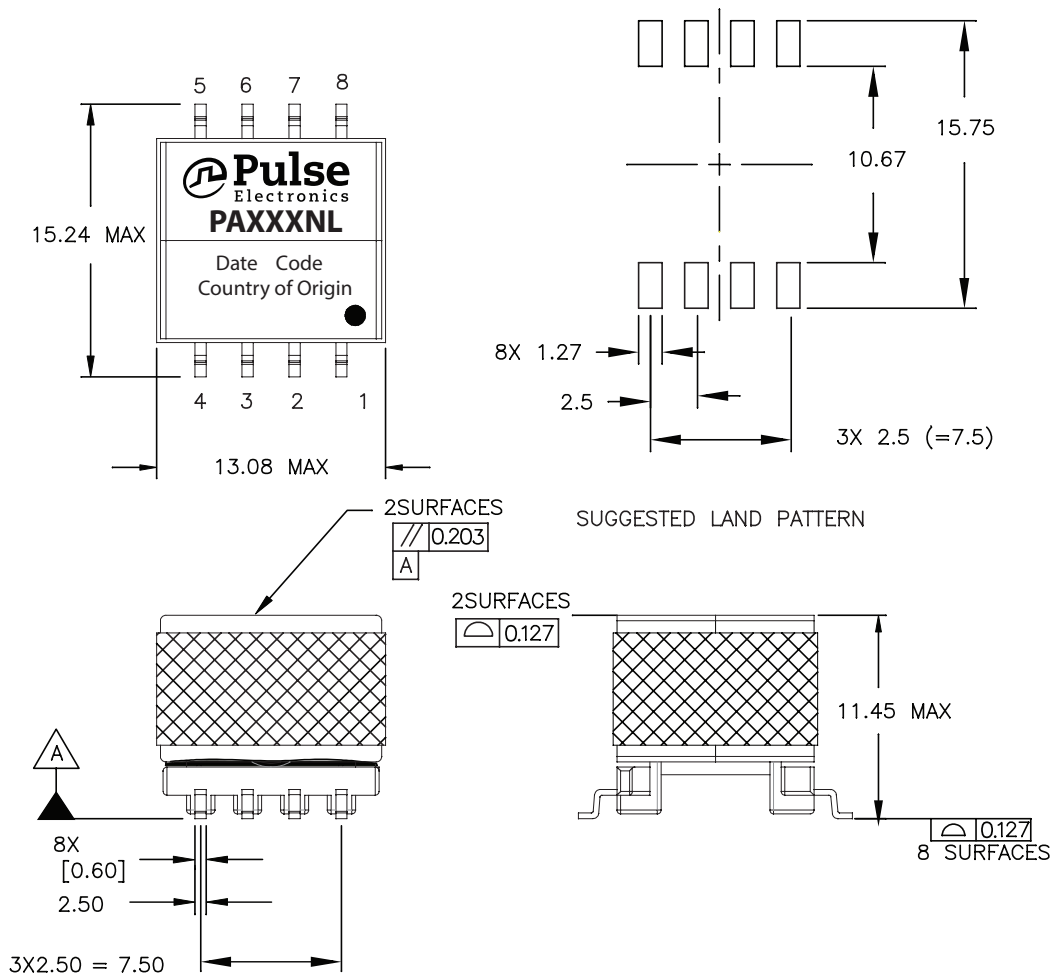 5 6 7 8
15.24 MAX
Pulse
Electronics
PAXXXNL
Date Code
Country of Origin
4 3 2 1
13.08 MAX
15.75
10.67
8X 1.27
2.5
3X 2.5 (=7.5)
SUGGESTED LAND PATTERN
2SURFACES
// 0.203
A
2SURFACES
⌓ 0.127
11.45 MAX
A
8X
[0.60]
2.50
3X2.50 = 7.50
⌓ 0.127
8 SURFACES